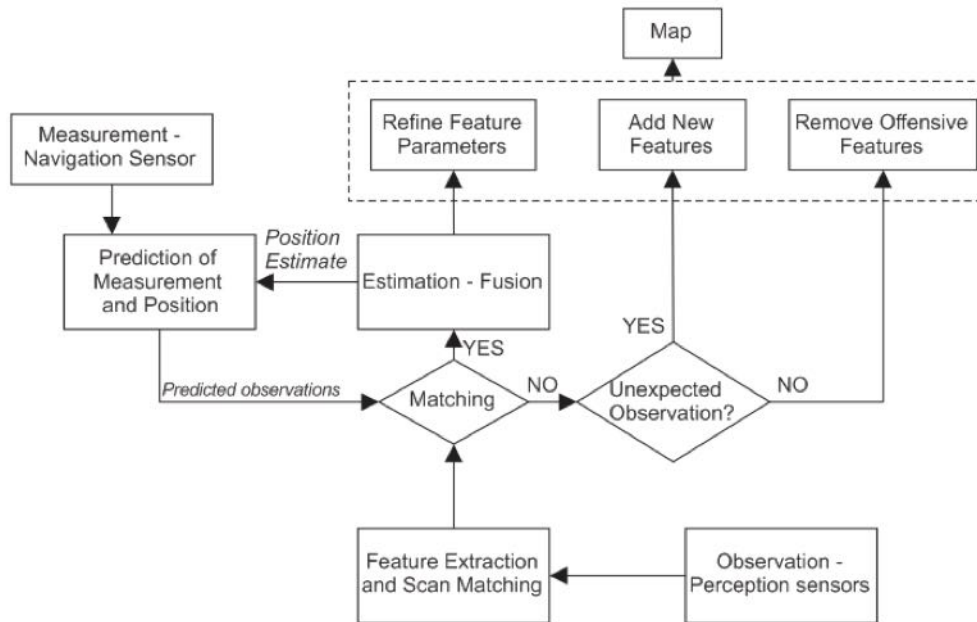 Map
Refine Feature
Parameters
Add New
Features
Remove Offensive
Features
Measurement -
Navigation Sensor
Prediction of
Measurement
and Position
Position
Estimate
Estimation - Fusion
YES
YES
Predicted observations
Matching
NO
Unexpected
Observation?
NO
Feature Extraction
and Scan Matching
Observation -
Perception sensors